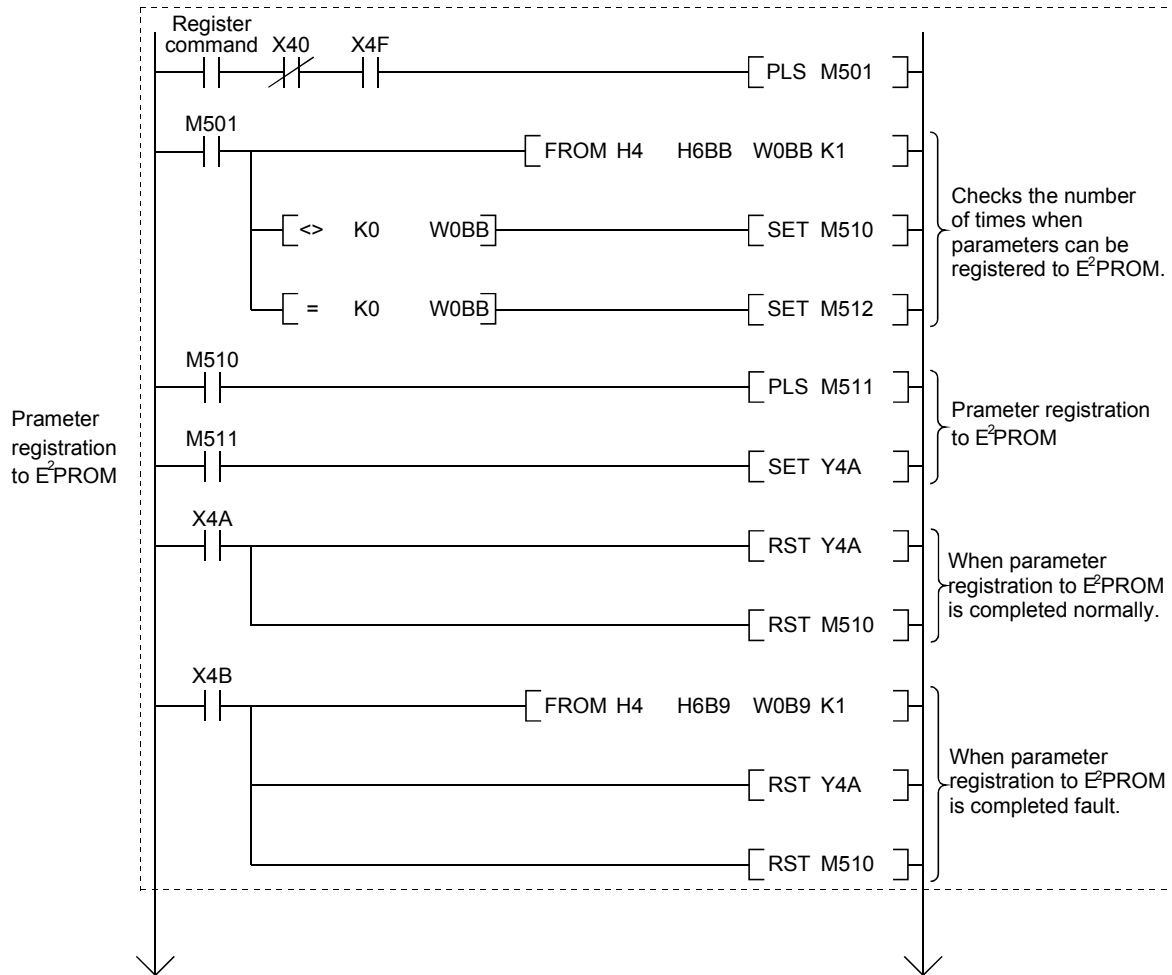 Register
command X40 X4F
PLS M501
M501
FROM H4 H6BB W0BB K1
<> K0 W0BB
SET M510
= K0 W0BB
SET M512
Checks the number
of times when
parameters can be
registered to E²PROM.
M510
PLS M511
M511
SET Y4A
Prameter registration
to E²PROM
Prameter
registration
to E²PROM
X4A
RST Y4A
RST M510
When parameter
registration to E²PROM
is completed normally.
X4B
FROM H4 H6B9 W0B9 K1
RST Y4A
RST M510
When parameter
registration to E²PROM
is completed fault.